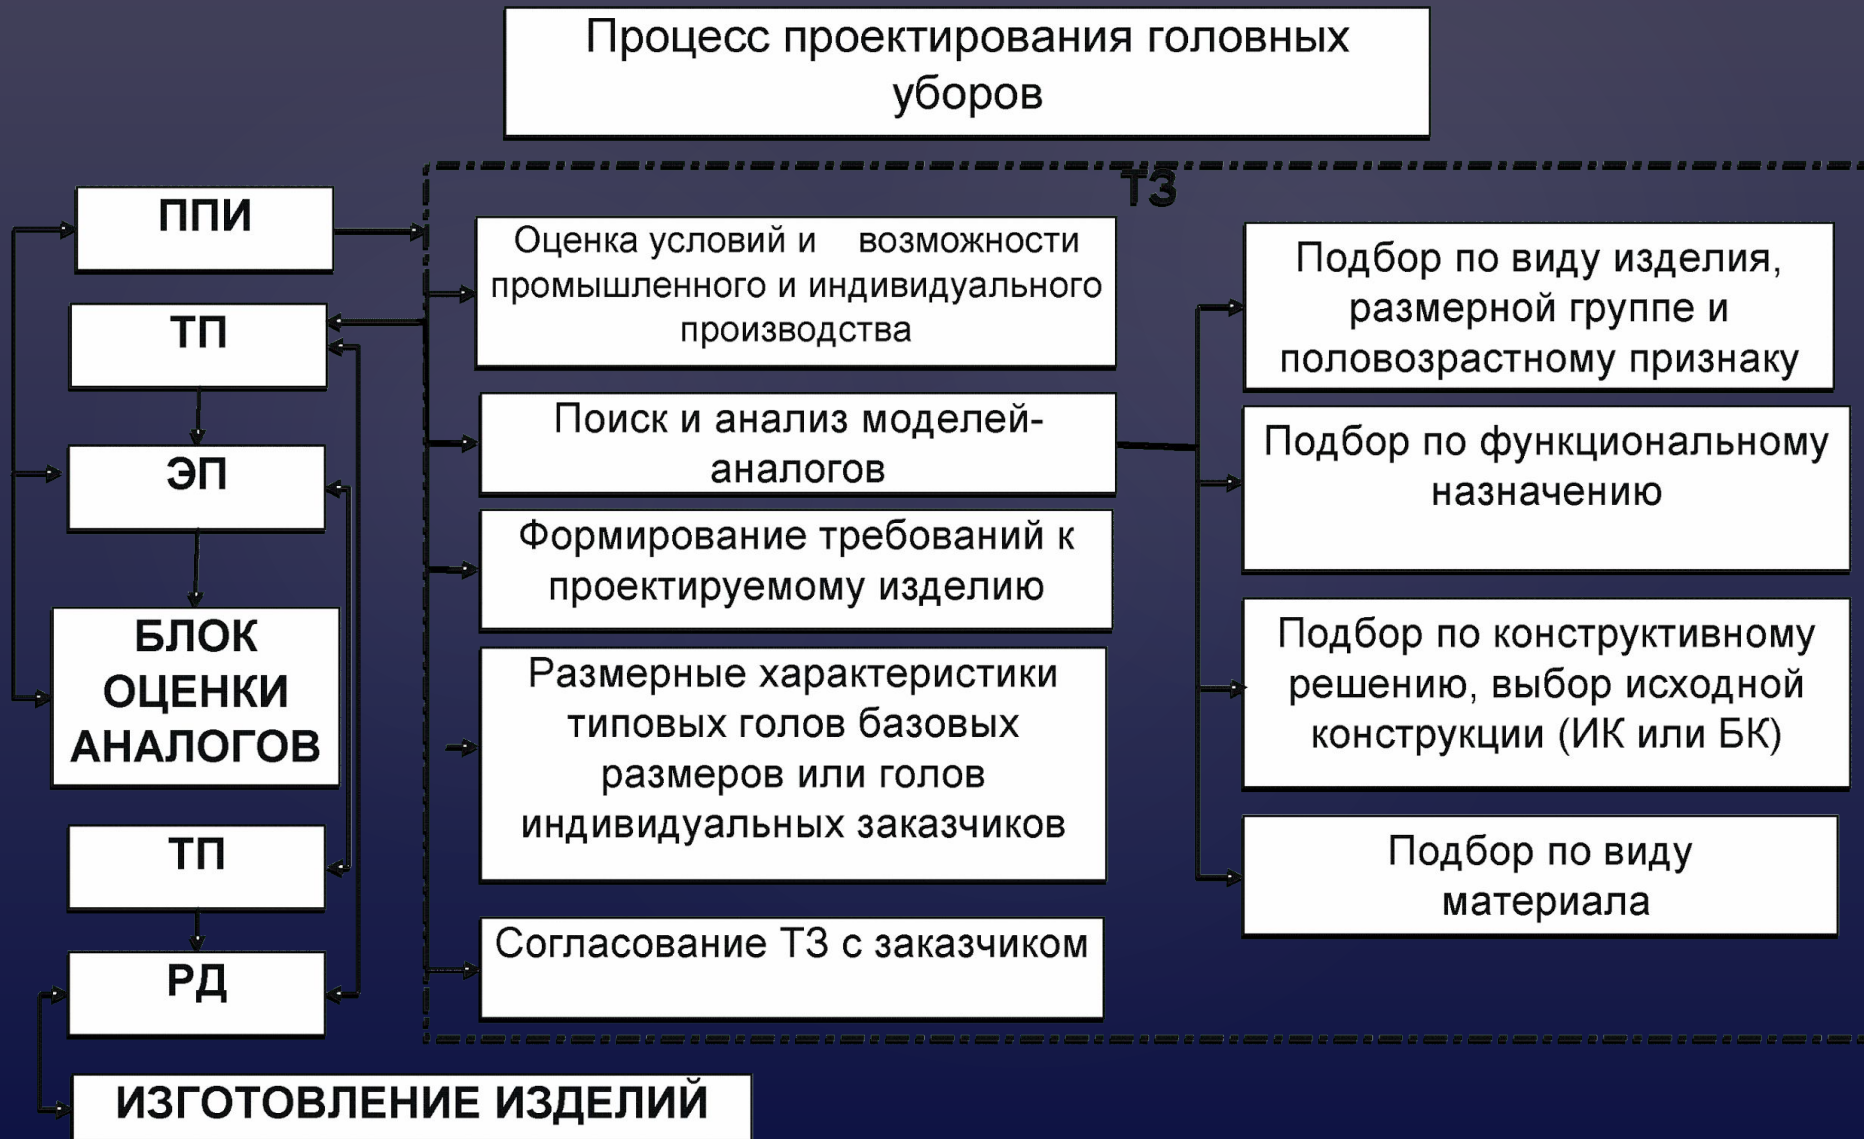 Процесс проектирования головных
уборов
ТЗ
ППИ
ТП
ЭП
БЛОК
ОЦЕНКИ
АНАЛОГОВ
ТП
РД
ИЗГОТОВЛЕНИЕ ИЗДЕЛИЙ
Оценка условий и возможности
промышленного и индивидуального
производства
Поиск и анализ моделей-
аналогов
Формирование требований к
проектируемому изделию
Размерные характеристики
типовых голов базовых
размеров или голов
индивидуальных заказчиков
Согласование ТЗ с заказчиком
Подбор по виду изделия,
размерной группе и
половозрастному признаку
Подбор по функциональному
назначению
Подбор по конструктивному
решению, выбор исходной
конструкции (ИК или БК)
Подбор по виду
материала